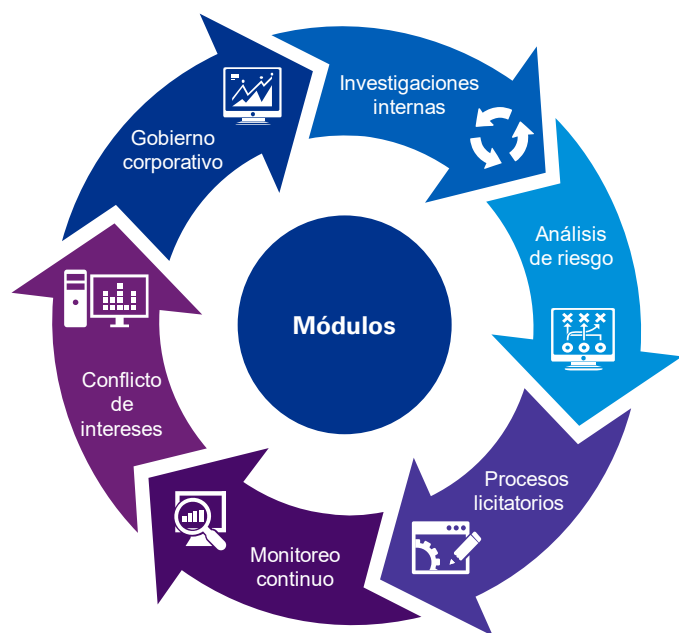 Gobierno
corporativo
Investigaciones
internas
Análisis
de riesgo
Procesos
licitatorios
Monitoreo
continuo
Conflicto
de
intereses
Módulos